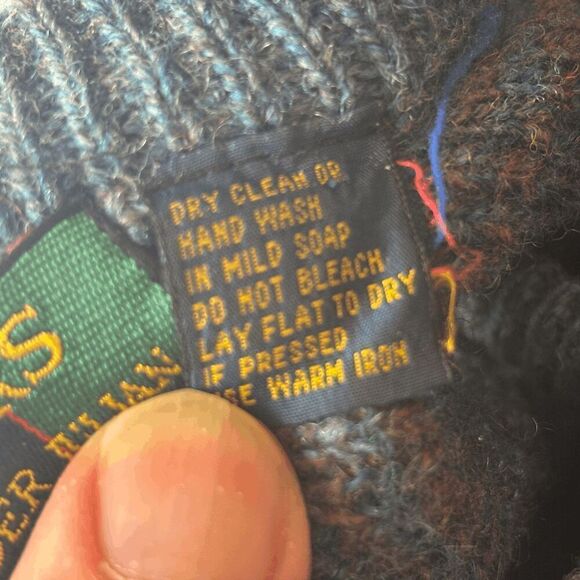 DRY CLEAN OR
HAND WASH
IN MILD SOAP
DO NOT BLEACH
LAY FLAT TO DRY
IF PRESSED
SE WARM IRON